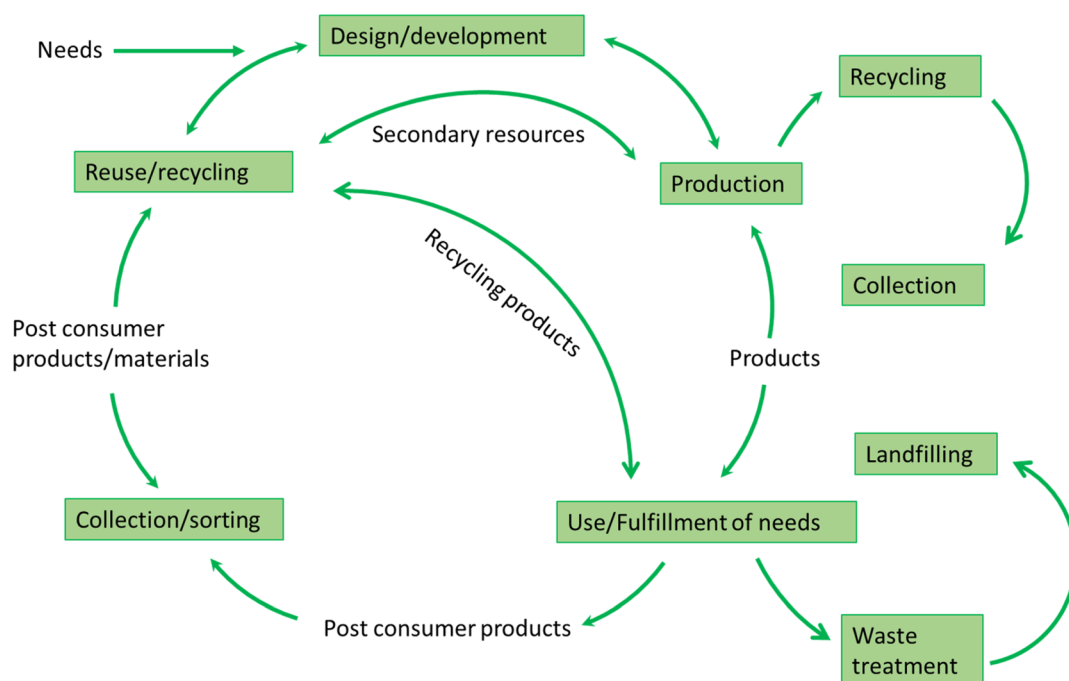 Needs
Design/development
Recycling
Secondary resources
Reuse/recycling
Production
Recycling products
Collection
Post consumer
products/materials
Products
Landfilling
Collection/sorting
Use/Fulfillment of needs
Post consumer products
Waste
treatment